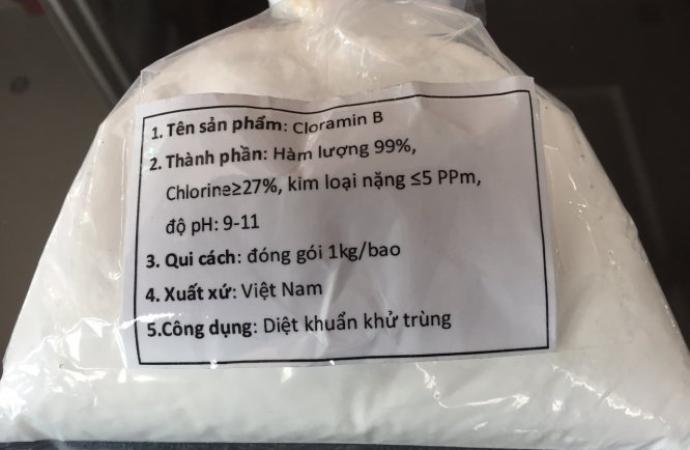 1. Tên sản phẩm: Cloramin B
2. Thành phần: Hàm lượng 99%,
Chlorine≥27%, kim loại nặng ≤5 PPm,
độ pH: 9-11
3. Qui cách: đóng gói 1kg/bao
4. Xuất xứ: Việt Nam
5.Công dụng: Diệt khuẩn khử trùng